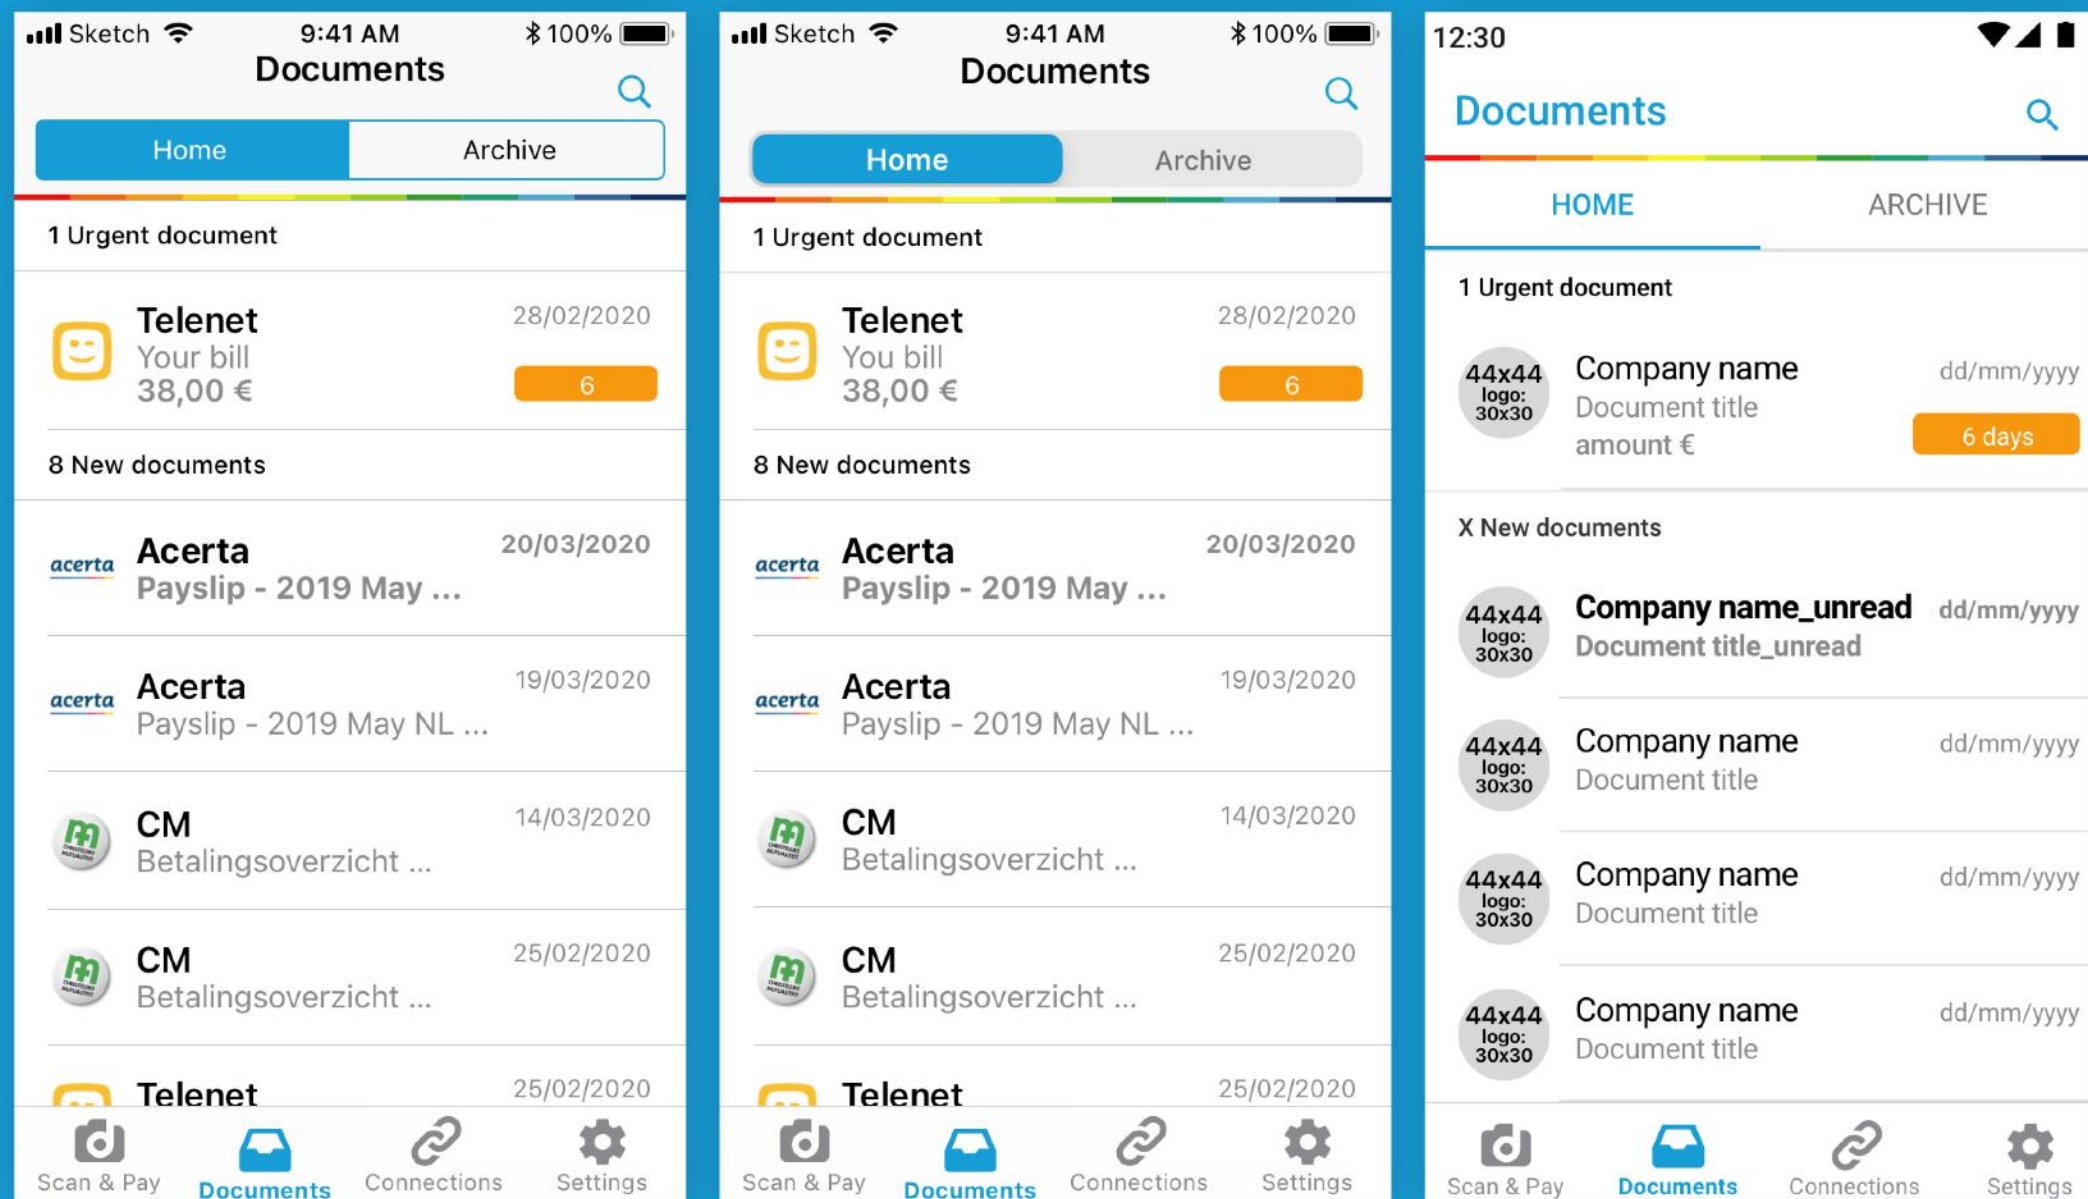 Sketch 9:41 AM 100%
Documents
Home Archive
1 Urgent document
Telenet 28/02/2020
Your bill
38,00 € 6
8 New documents
acerta Acerta 20/03/2020
Payslip - 2019 May ...
acerta Acerta 19/03/2020
Payslip - 2019 May NL ...
CM 14/03/2020
Betalingsoverzicht ...
CM 25/02/2020
Betalingsoverzicht ...
Telenet 25/02/2020
Scan & Pay Documents Connections Settings
Sketch 9:41 AM 100%
Documents
Home Archive
1 Urgent document
Telenet 28/02/2020
You bill
38,00 € 6
8 New documents
acerta Acerta 20/03/2020
Payslip - 2019 May ...
acerta Acerta 19/03/2020
Payslip - 2019 May NL ...
CM 14/03/2020
Betalingsoverzicht ...
CM 25/02/2020
Betalingsoverzicht ...
Telenet 25/02/2020
Scan & Pay Documents Connections Settings
12:30
Documents
HOME ARCHIVE
1 Urgent document
44x44
logo:
30x30
Company name dd/mm/yyyy
Document title
amount € 6 days
X New documents
44x44
logo:
30x30
Company name_unread dd/mm/yyyy
Document title_unread
44x44
logo:
30x30
Company name dd/mm/yyyy
Document title
44x44
logo:
30x30
Company name dd/mm/yyyy
Document title
44x44
logo:
30x30
Company name dd/mm/yyyy
Document title
Scan & Pay Documents Connections Settings